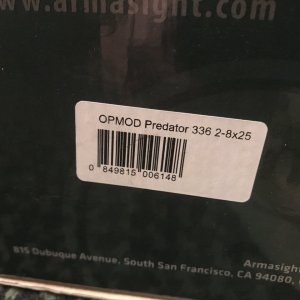 www.armasight.com
OPMOD Predator 336 2-8x25
0 849815 006148
Armasight
815 Dubuque Avenue, South San Francisco, CA 94080,